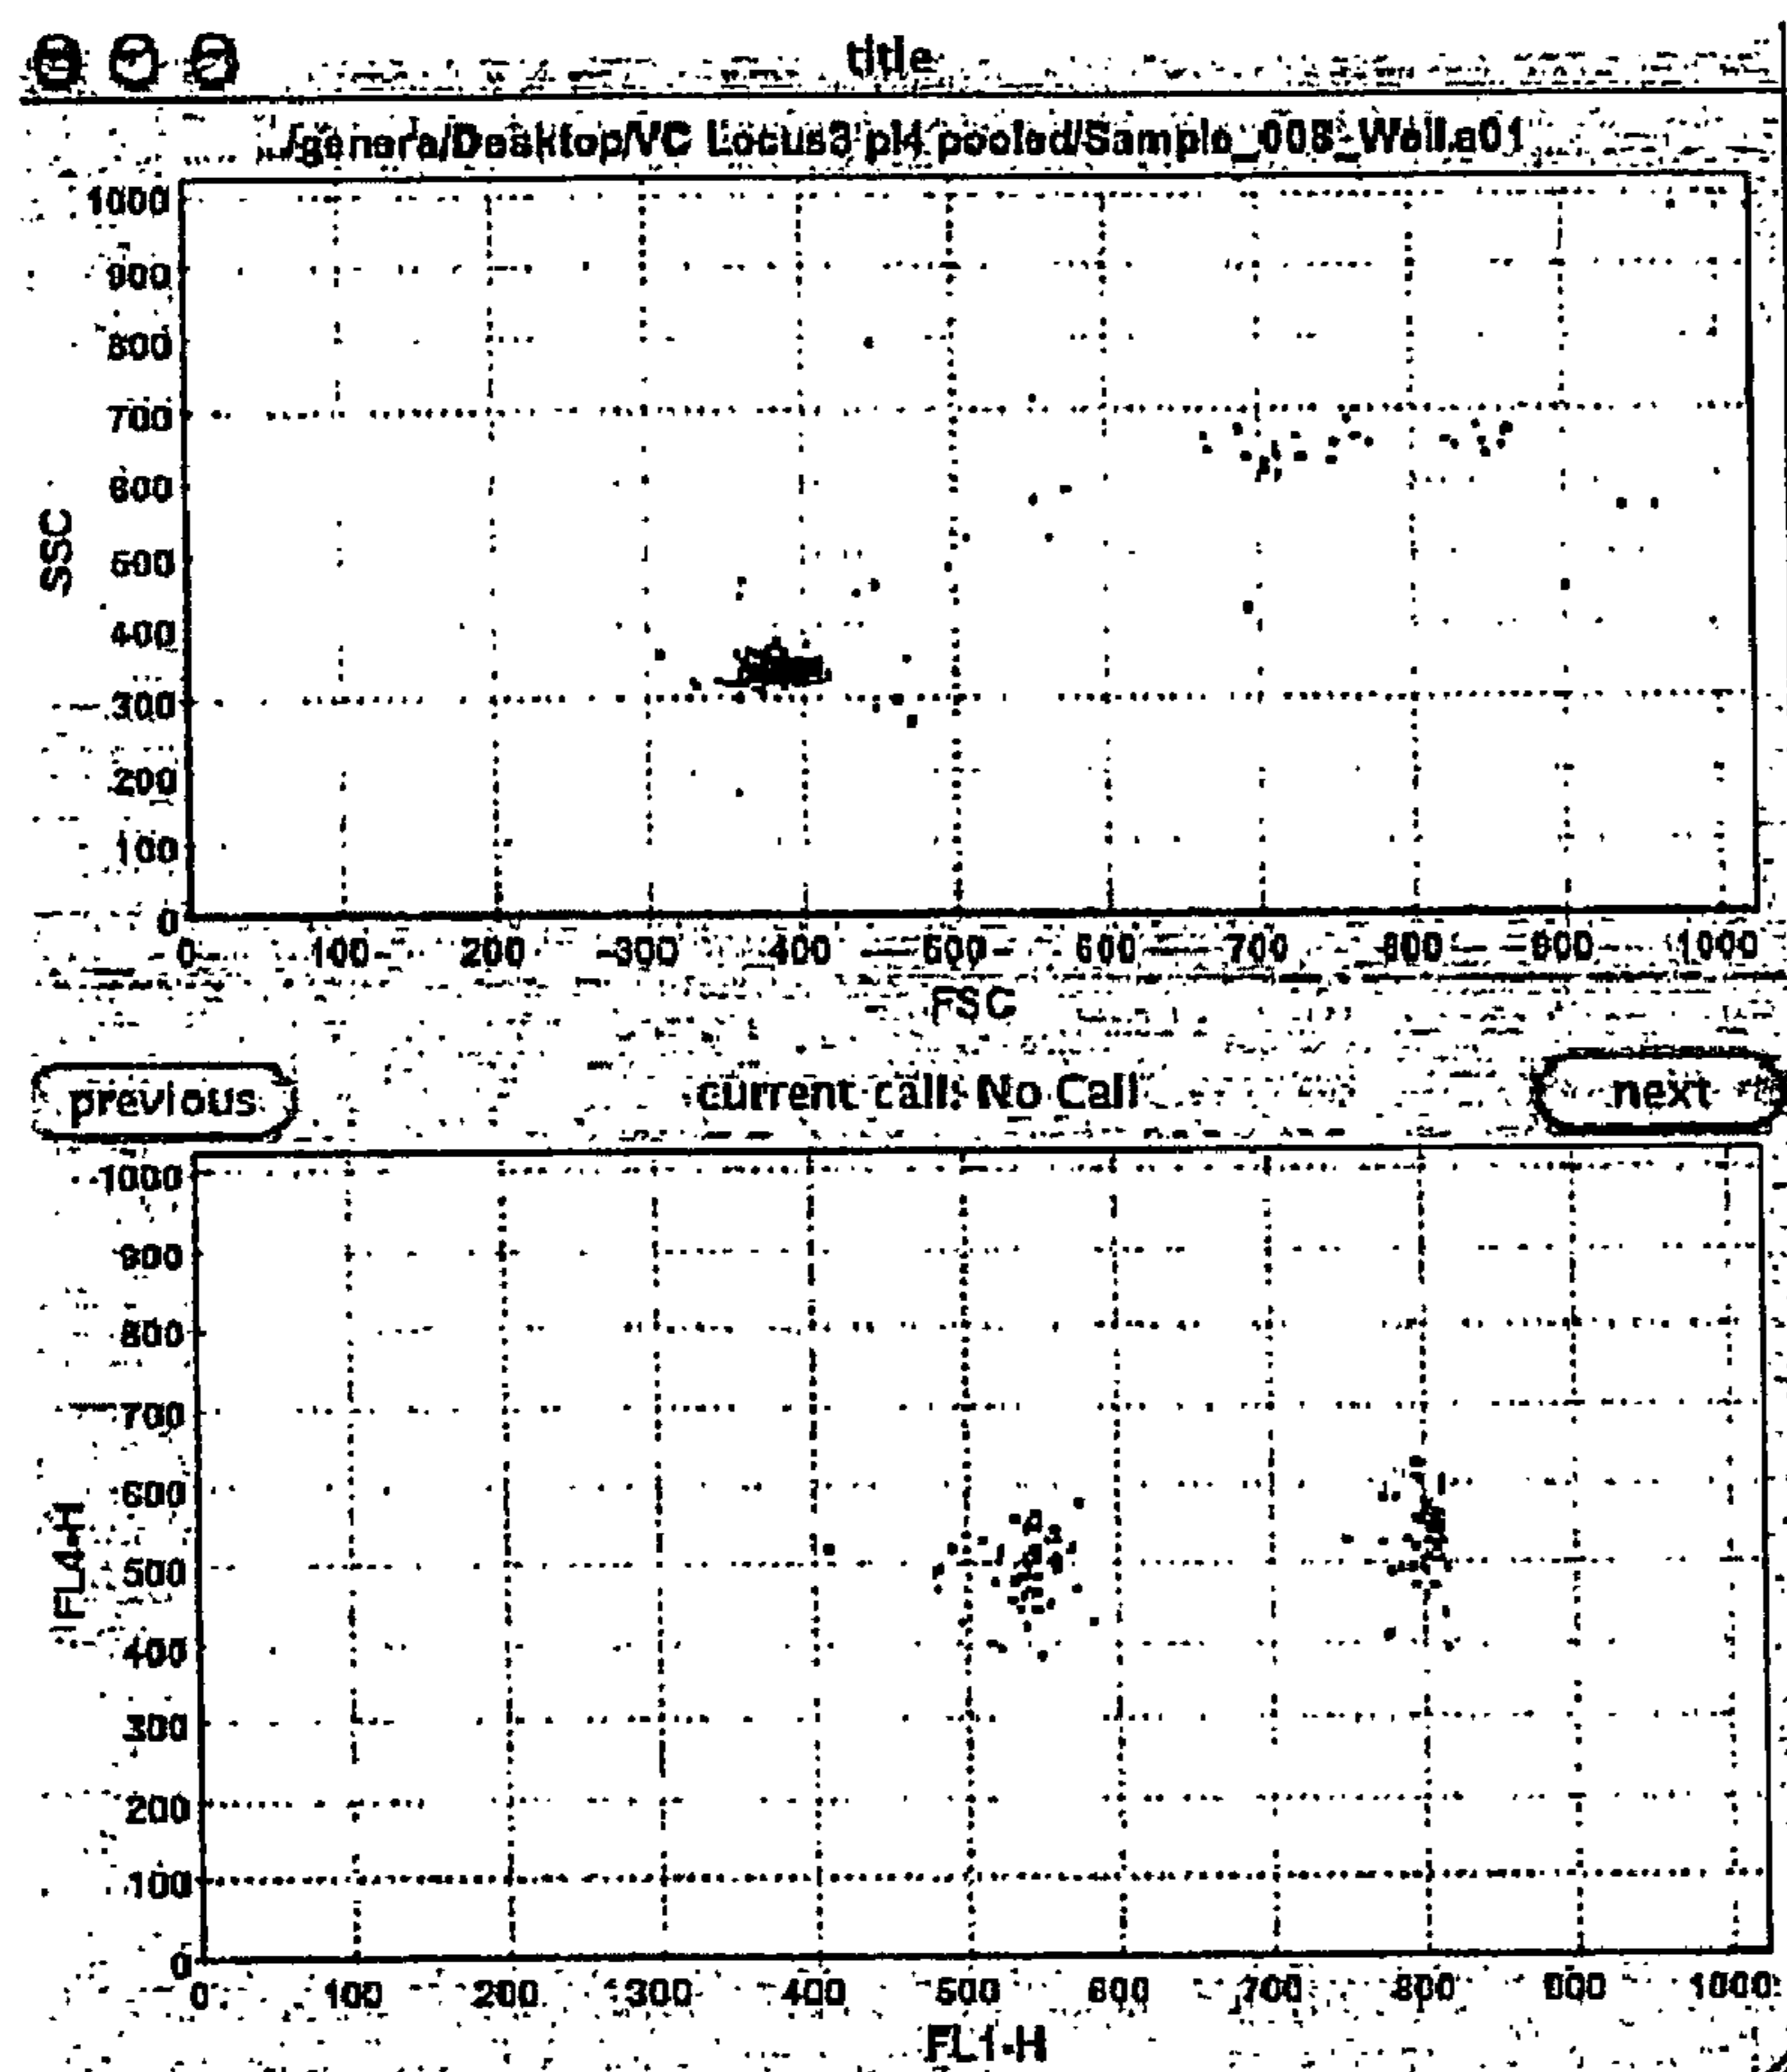 title
../genera/Desktop/VC Locus3 pl4 pooled/Sample_008_Well.a01
1000
900
800
700
600
500
400
300
200
100
0
SSC
0 100 200 300 400 500 600 700 800 900 1000
FSC
previous current call: No Call next
1000
900
800
700
600
500
400
300
200
100
0
FL4-H
0 100 200 300 400 500 600 700 800 900 1000
FL1-H